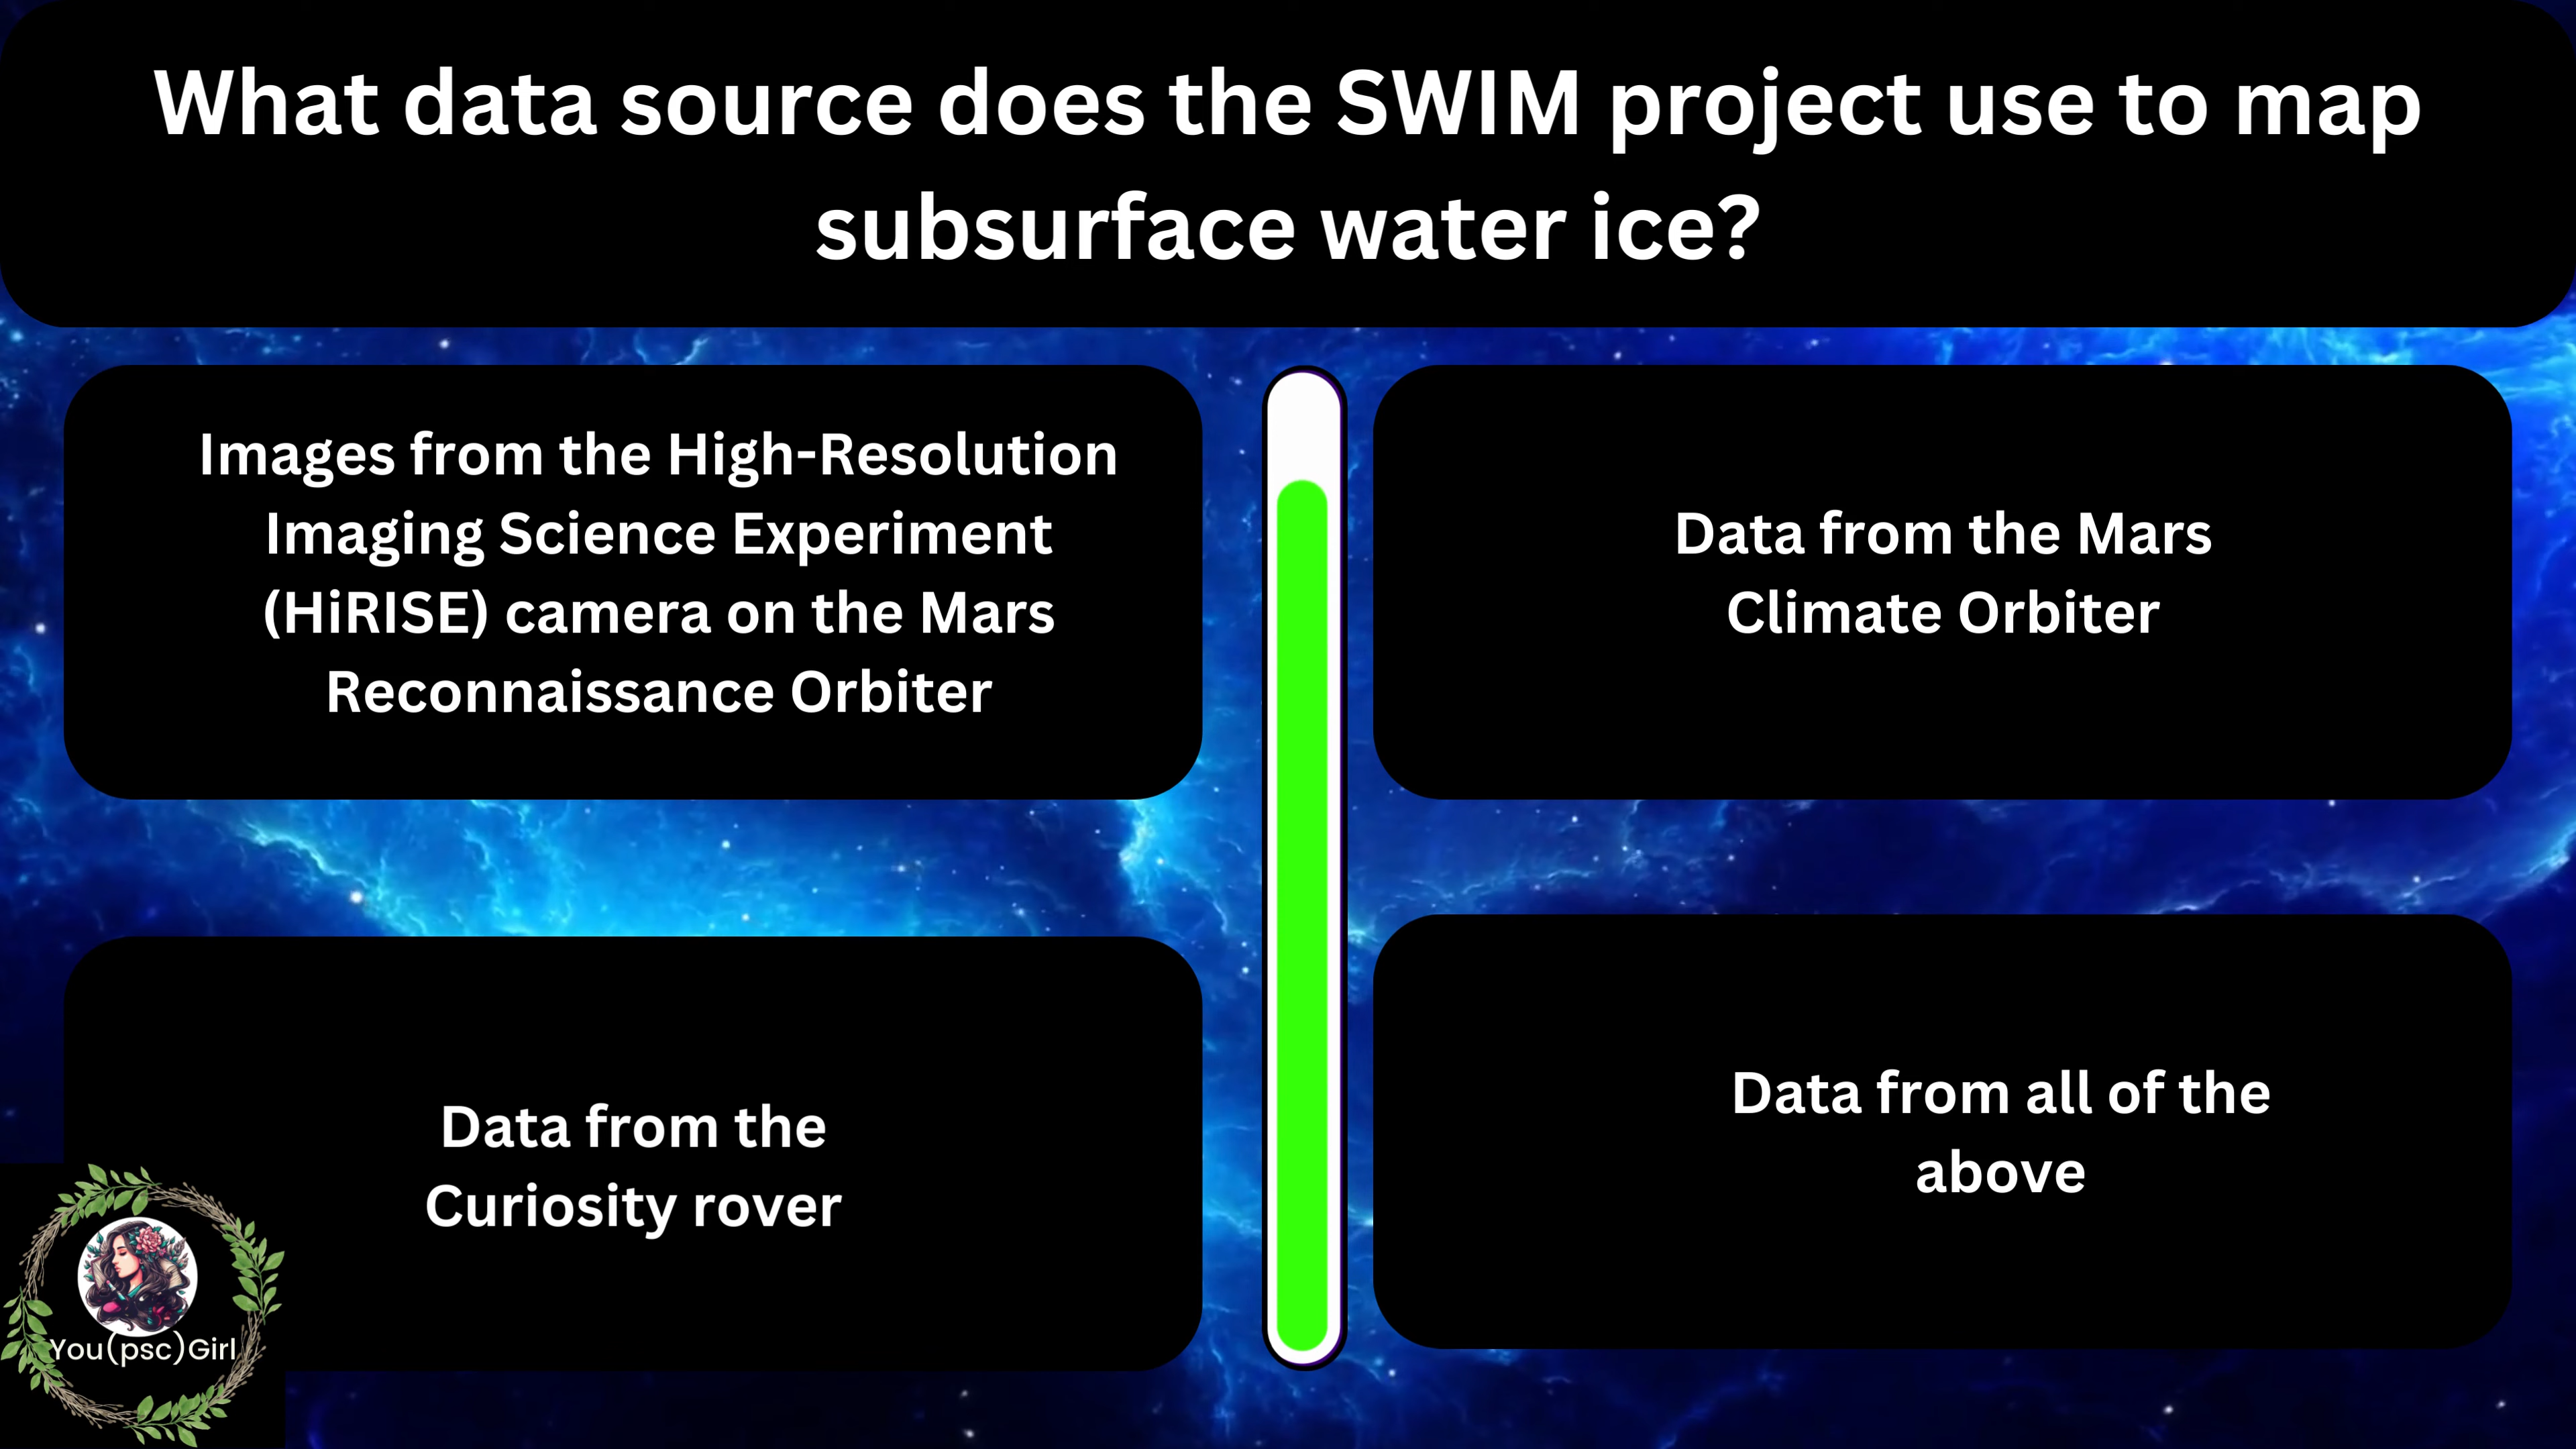 What data source does the SWIM project use to map
subsurface water ice?
Images from the High-Resolution
Imaging Science Experiment
(HiRISE) camera on the Mars
Reconnaissance Orbiter
Data from the Mars
Climate Orbiter
Data from the
Curiosity rover
Data from all of the
above
You(psc)Girl